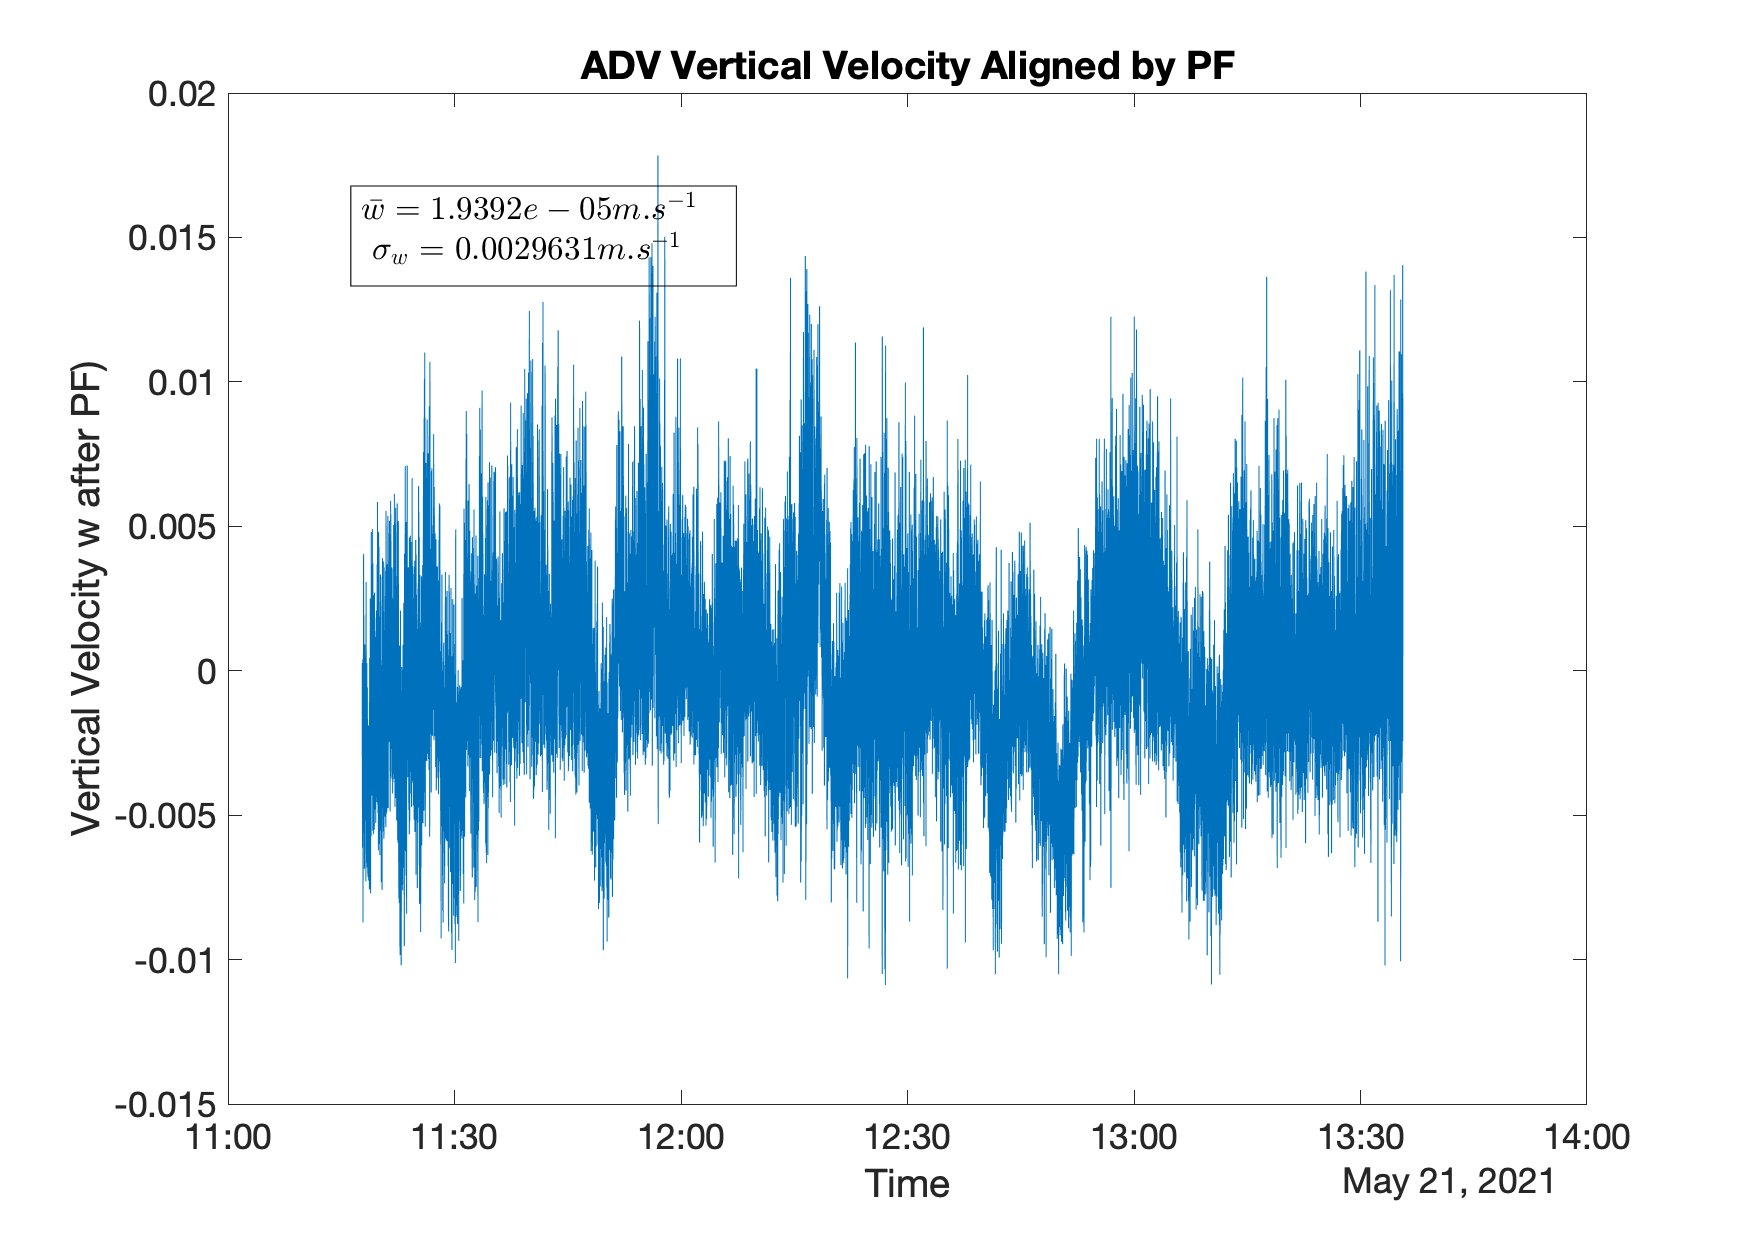 ADV Vertical Velocity Aligned by PF
0.02
0.015
0.01
0.005
0
-0.005
-0.01
-0.015
w̄ = 1.9392e − 05m.s⁻¹
σ_w = 0.0029631m.s⁻¹
Vertical Velocity w after PF)
11:00 11:30 12:00 12:30 13:00 13:30 14:00
Time
May 21, 2021